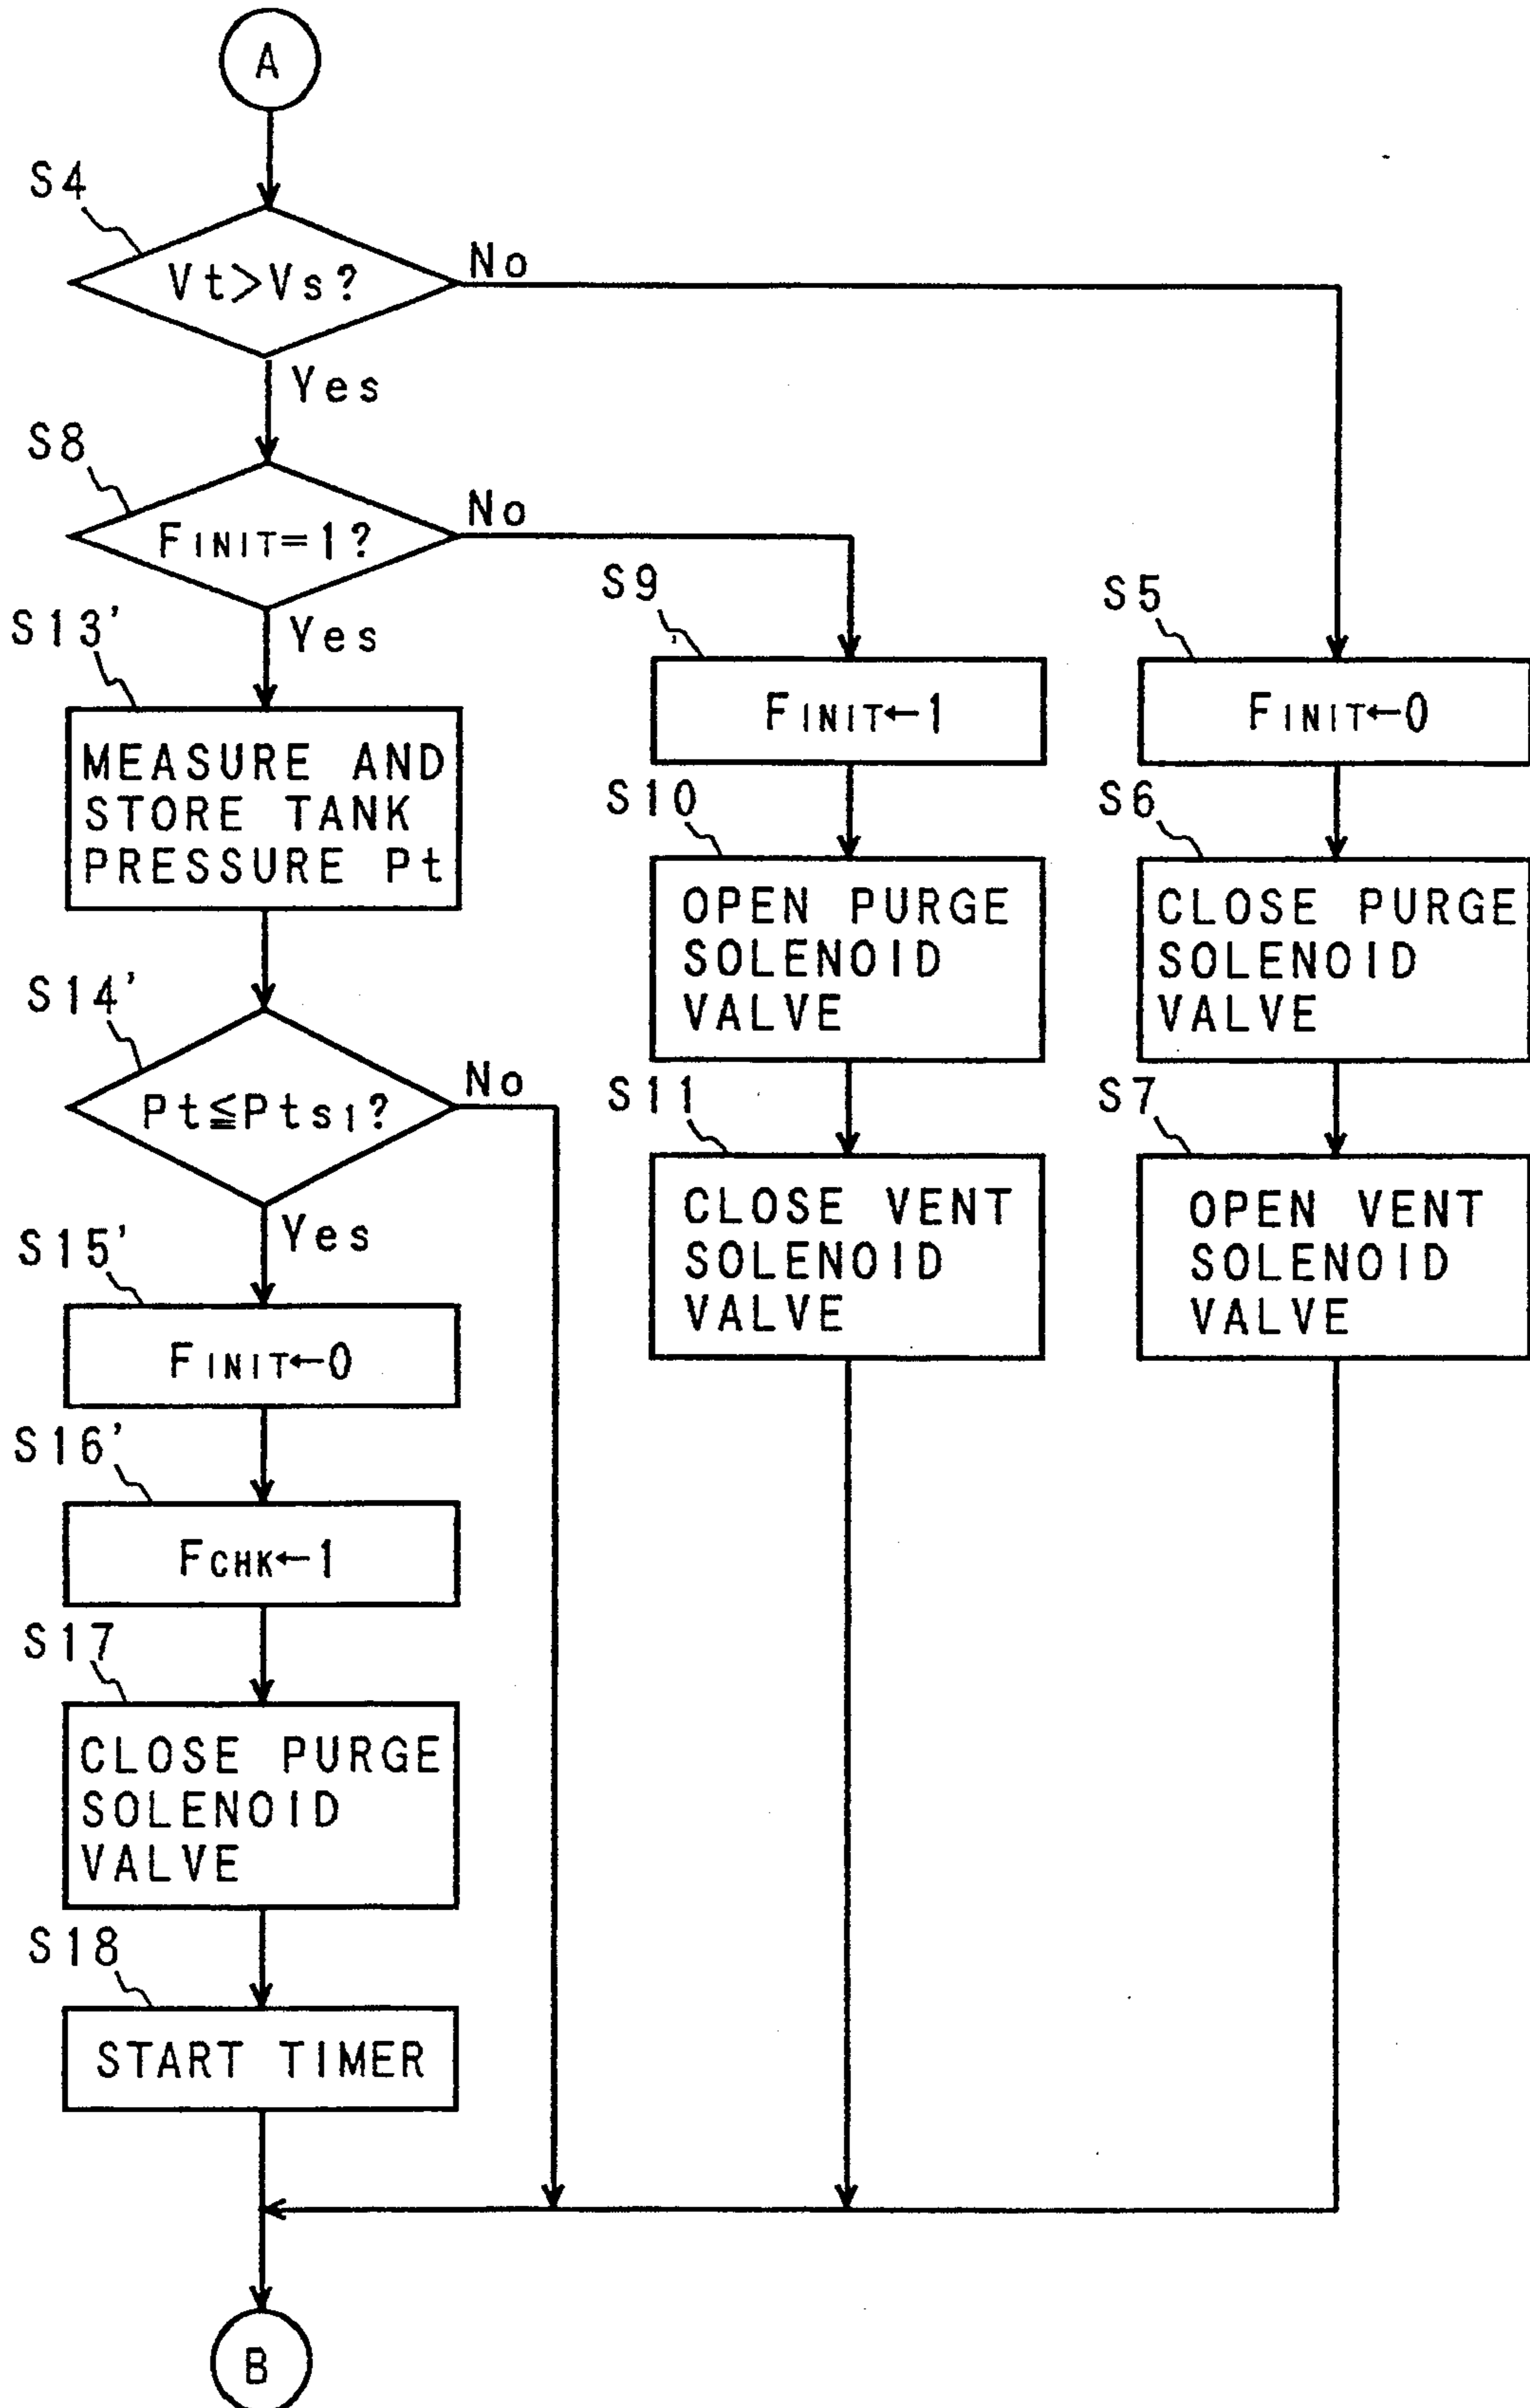 A
S4
Vt>Vs?
No
Yes
S8
FINIT=1?
No
Yes
S13'
MEASURE AND
STORE TANK
PRESSURE Pt
S14'
Pt≦PtS1?
No
Yes
S15'
FINIT←0
S16'
FCHK←1
S17
CLOSE PURGE
SOLENOID
VALVE
S18
START TIMER
S9
FINIT←1
S10
OPEN PURGE
SOLENOID
VALVE
S11
CLOSE VENT
SOLENOID
VALVE
S5
FINIT←0
S6
CLOSE PURGE
SOLENOID
VALVE
S7
OPEN VENT
SOLENOID
VALVE
B